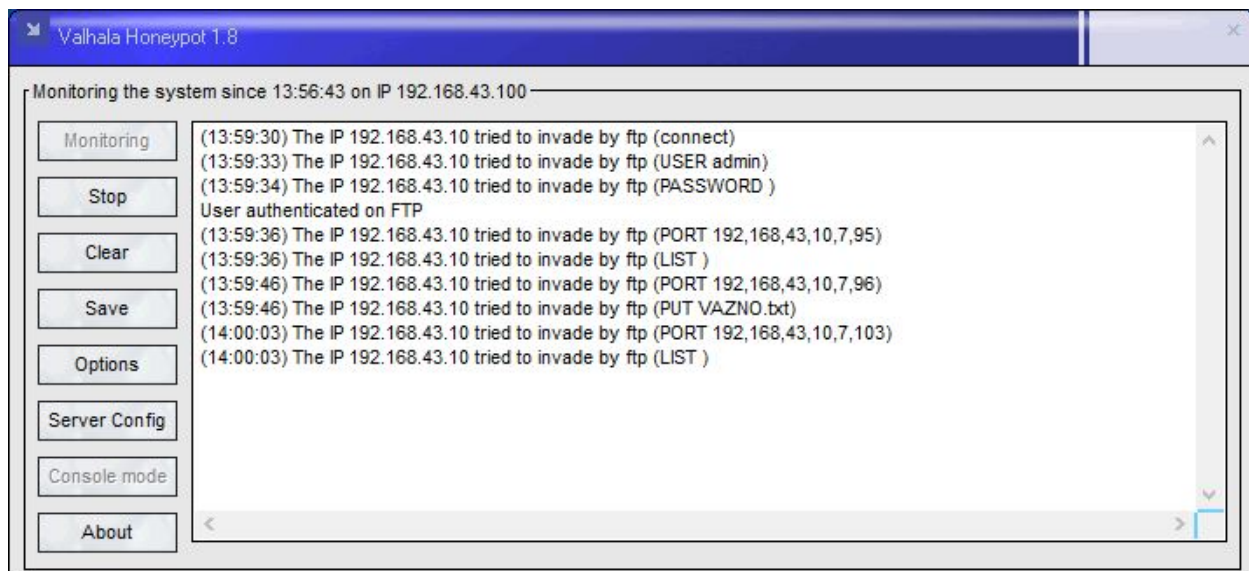 Valhala Honeypot 1.8
Monitoring the system since 13:56:43 on IP 192.168.43.100
Monitoring
Stop
Clear
Save
Options
Server Config
Console mode
About
(13:59:30) The IP 192.168.43.10 tried to invade by ftp (connect)
(13:59:33) The IP 192.168.43.10 tried to invade by ftp (USER admin)
(13:59:34) The IP 192.168.43.10 tried to invade by ftp (PASSWORD )
User authenticated on FTP
(13:59:36) The IP 192.168.43.10 tried to invade by ftp (PORT 192,168,43,10,7,95)
(13:59:36) The IP 192.168.43.10 tried to invade by ftp (LIST )
(13:59:46) The IP 192.168.43.10 tried to invade by ftp (PORT 192,168,43,10,7,96)
(13:59:46) The IP 192.168.43.10 tried to invade by ftp (PUT VAZNO.txt)
(14:00:03) The IP 192.168.43.10 tried to invade by ftp (PORT 192,168,43,10,7,103)
(14:00:03) The IP 192.168.43.10 tried to invade by ftp (LIST )